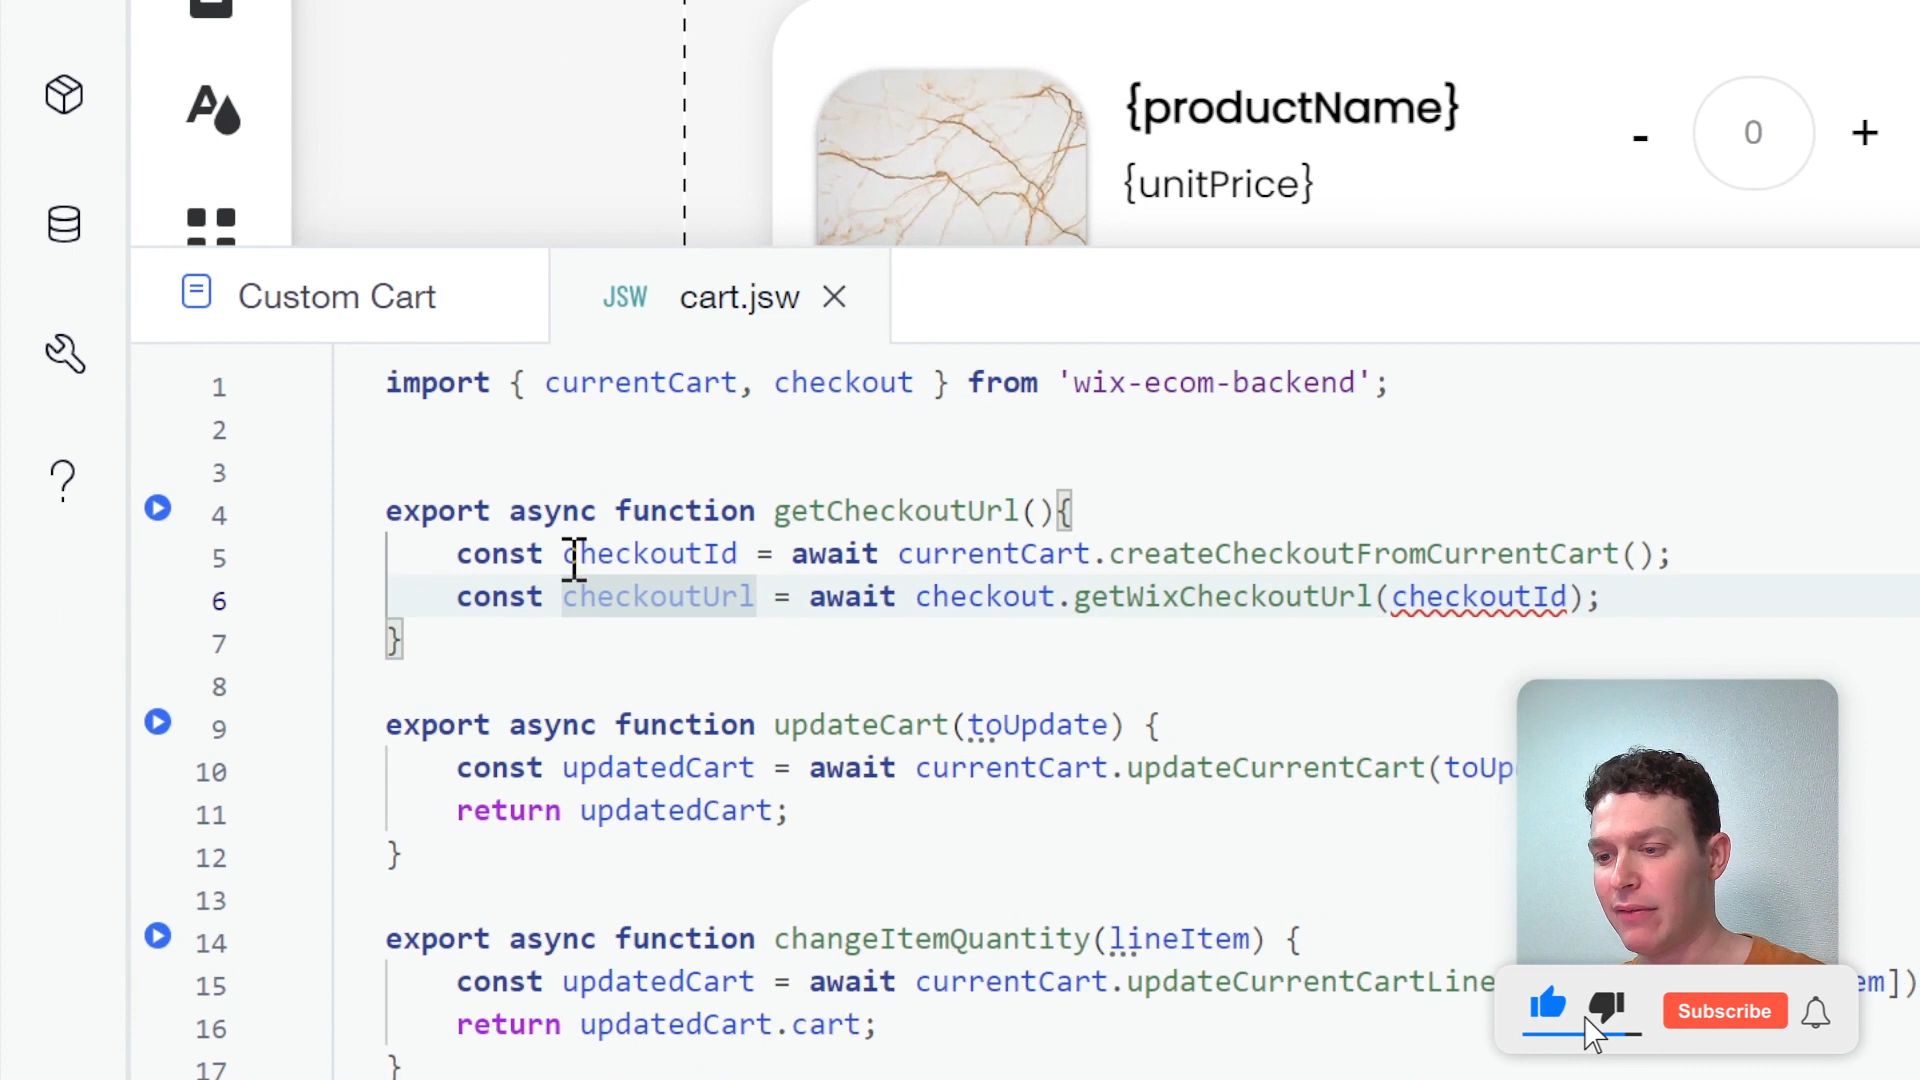 {productName}
{unitPrice}
- 0 +
Custom Cart
JSW cart.jsw
1 import { currentCart, checkout } from 'wix-ecom-backend';
2
3
4 export async function getCheckoutUrl(){
5 const checkoutId = await currentCart.createCheckoutFromCurrentCart();
6 const checkoutUrl = await checkout.getWixCheckoutUrl(checkoutId);
7 }
8
9 export async function updateCart(toUpdate) {
10 const updatedCart = await currentCart.updateCurrentCart(toUp
11 return updatedCart;
12 }
13
14 export async function changeItemQuantity(lineItem) {
15 const updatedCart = await currentCart.updateCurrentCartLine em])
16 return updatedCart.cart;
17 }
Subscribe